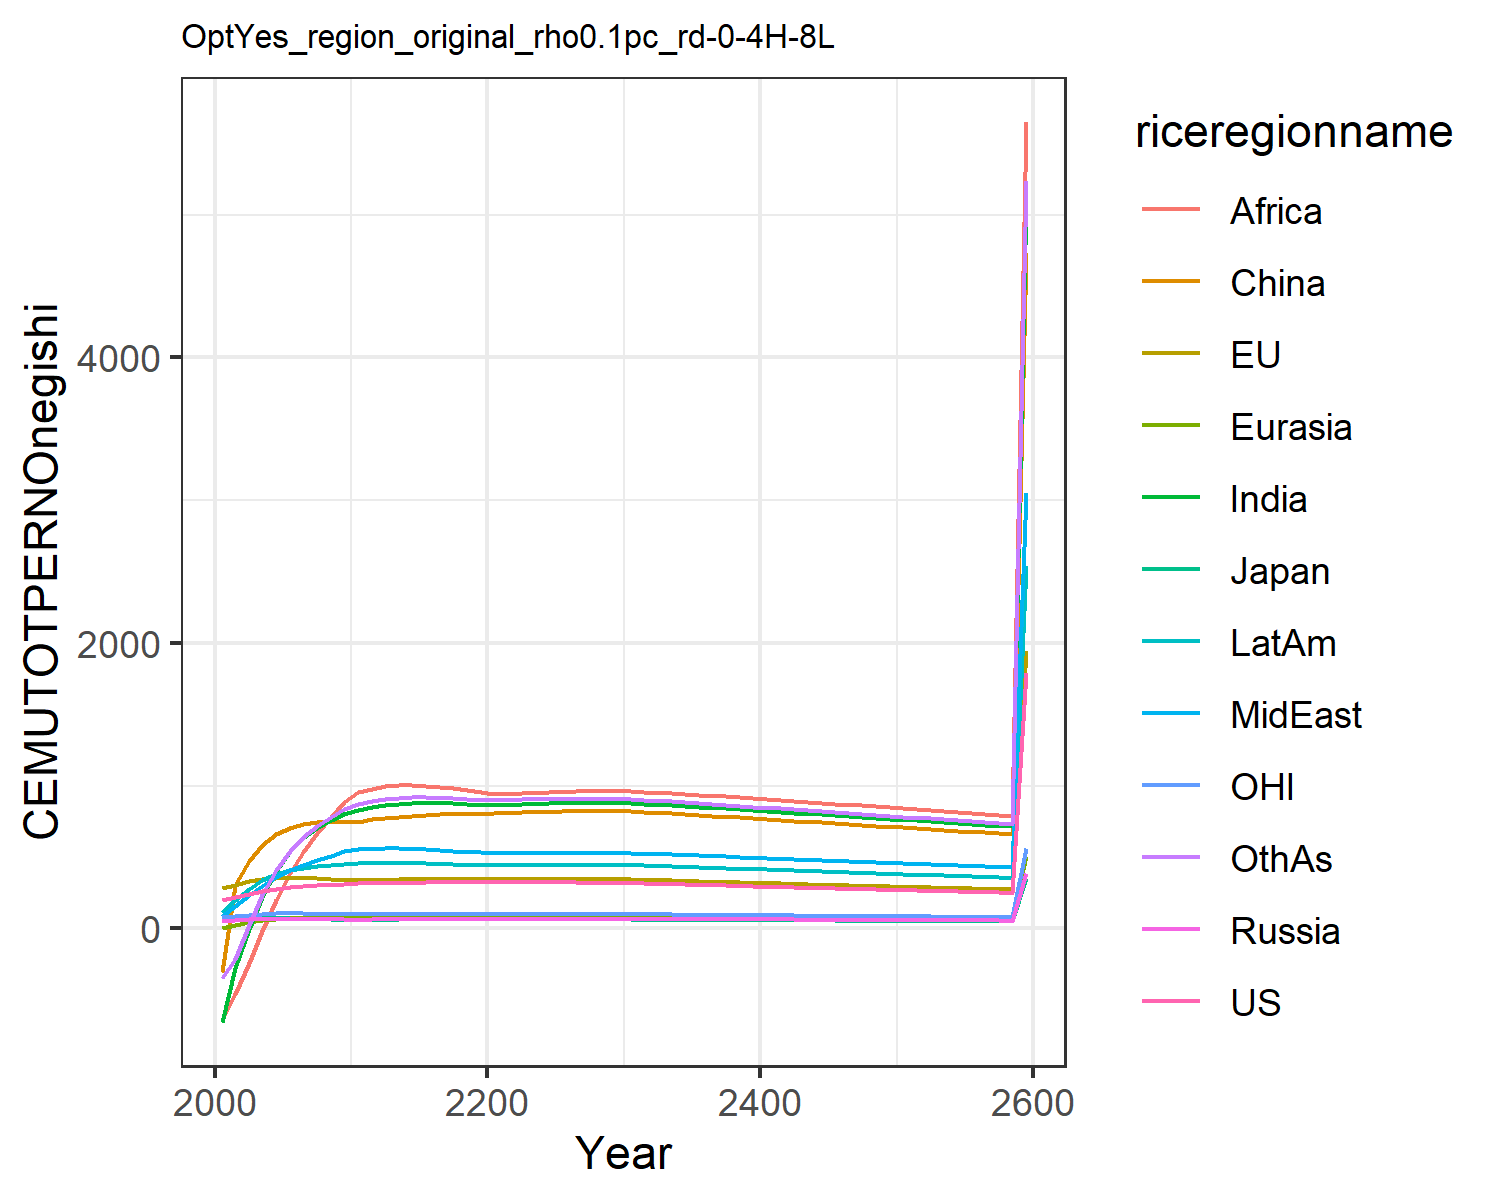 OptYes_region_original_rho0.1pc_rd-0-4H-8L
CEMUTOTPERNOnegishi
4000
2000
0
2000
2200
2400
2600
Year
riceregionname
Africa
China
EU
Eurasia
India
Japan
LatAm
MidEast
OHI
OthAs
Russia
US